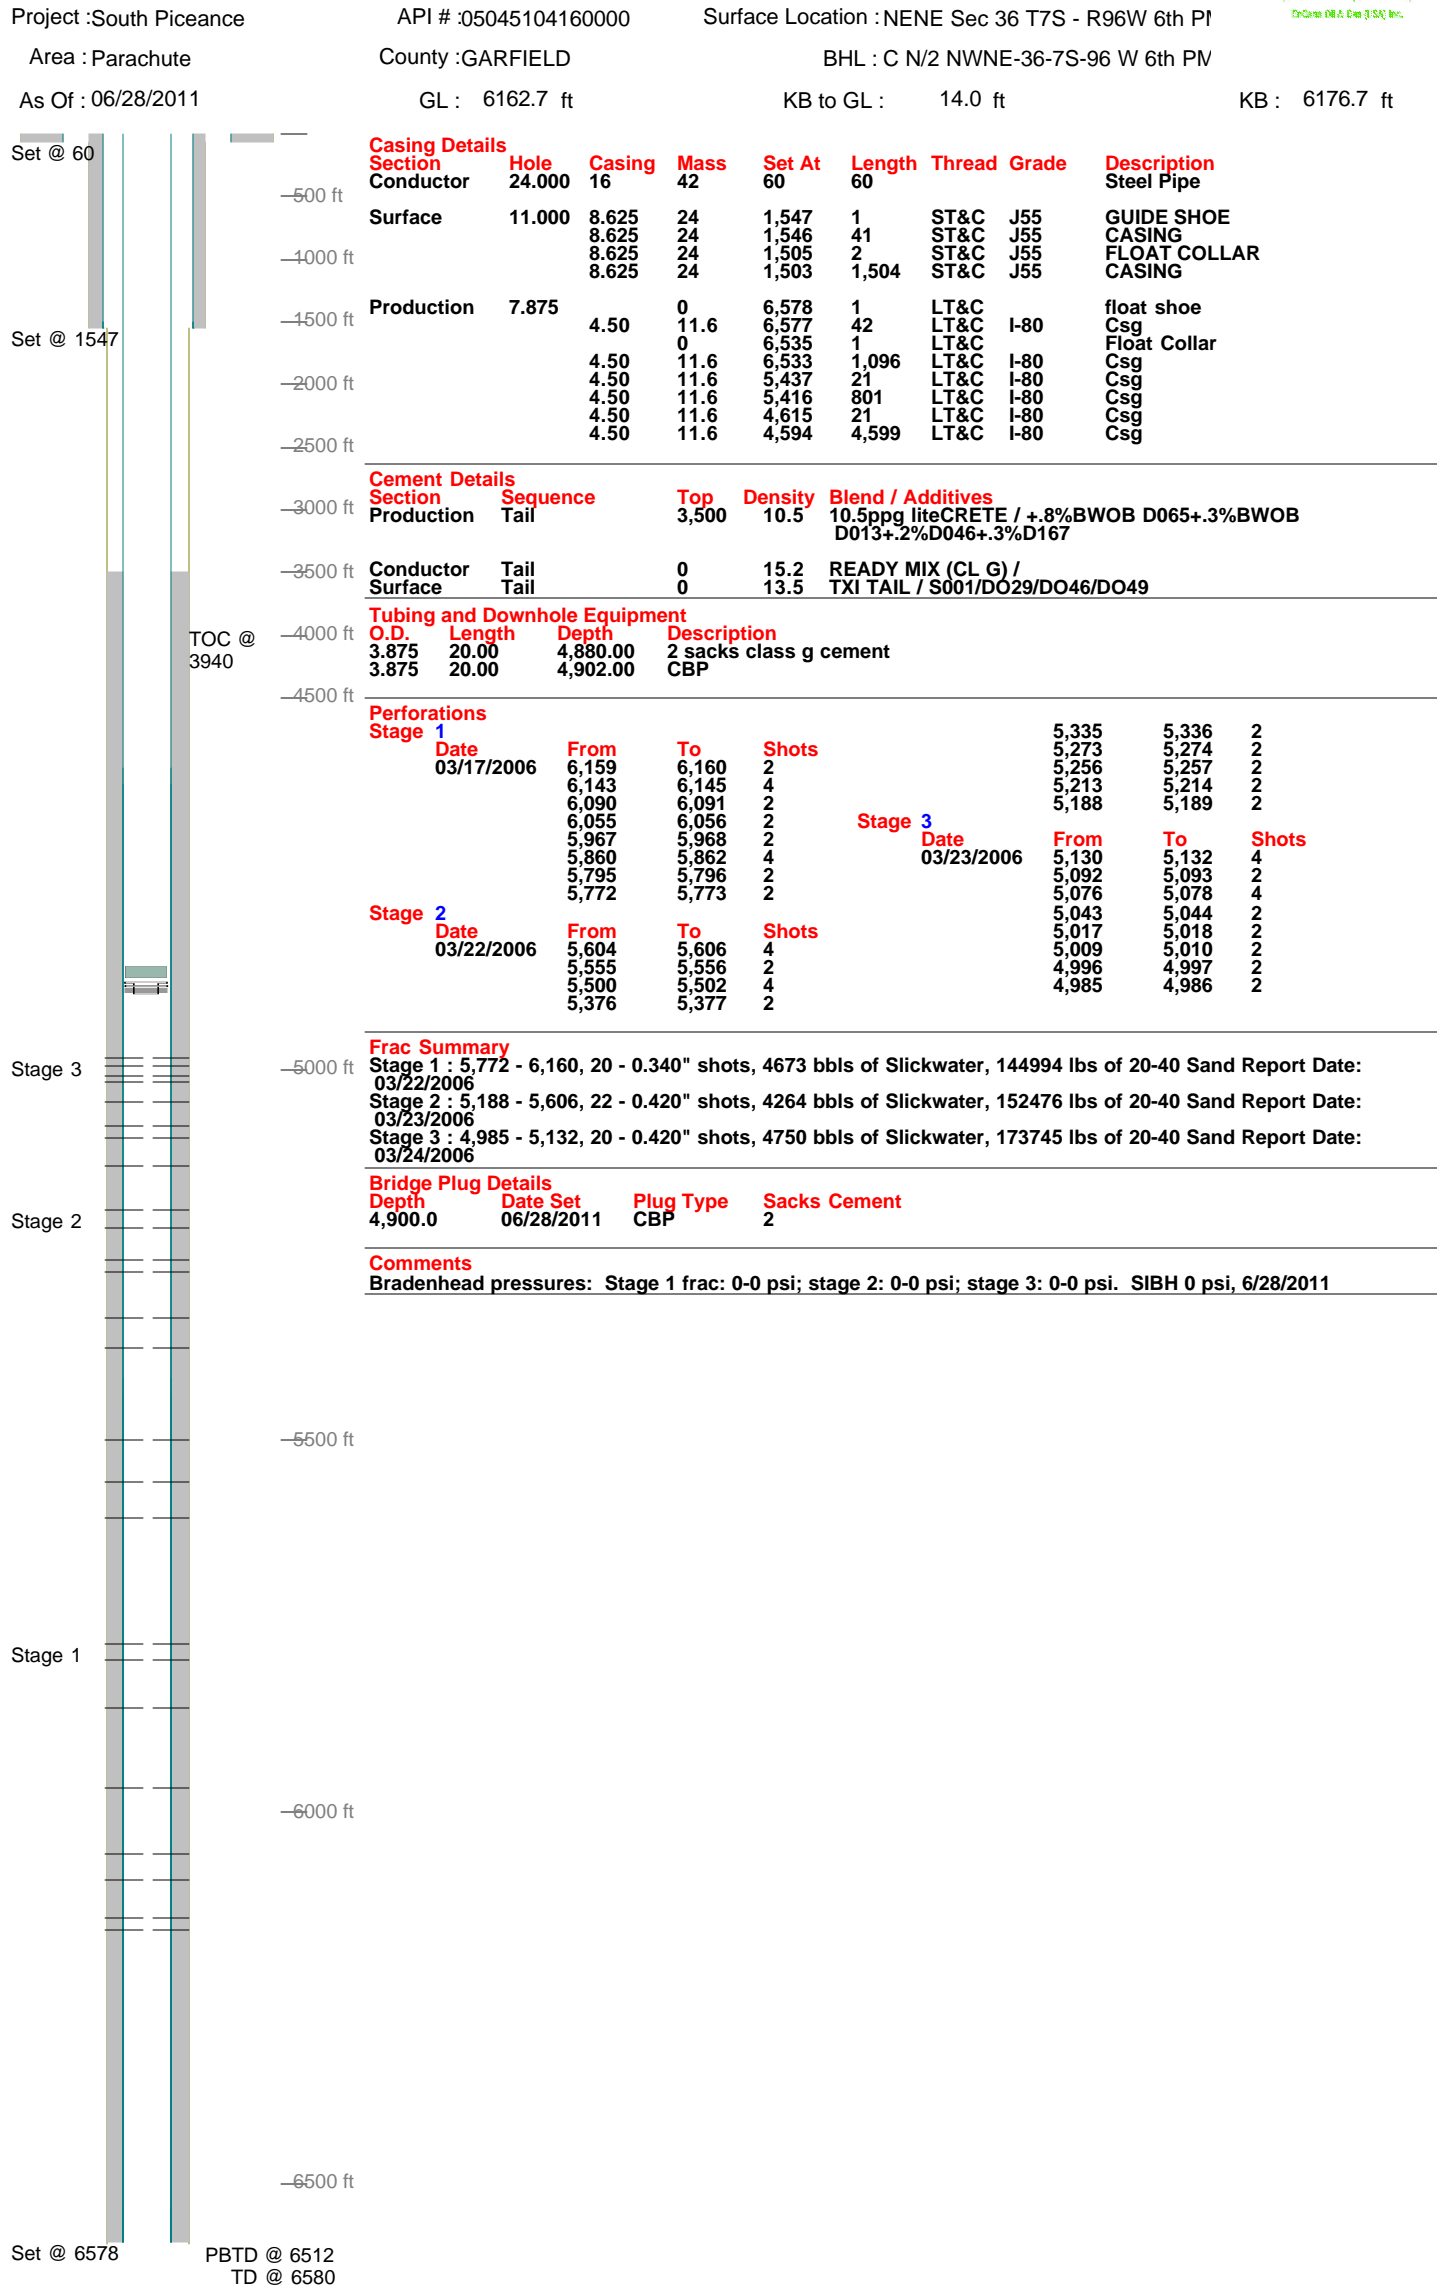 Project : South Piceance API # : 05045104160000 Surface Location : NENE Sec 36 T7S - R96W 6th PM
Area : Parachute County : GARFIELD BHL : C N/2 NWNE-36-7S-96 W 6th PM
As Of : 06/28/2011 GL : 6162.7 ft KB to GL : 14.0 ft KB : 6176.7 ft
Set @ 60
500 ft
1000 ft
1500 ft
Set @ 1547
2000 ft
2500 ft
3000 ft
3500 ft
TOC @
3940
4000 ft
4500 ft
Casing Details
Section Hole Casing Mass Set At Length Thread Grade Description
Conductor 24.000 16 42 60 60 Steel Pipe
Surface 11.000 8.625 24 1,547 1 ST&C J55 GUIDE SHOE
8.625 24 1,546 41 ST&C J55 CASING
8.625 24 1,505 2 ST&C J55 FLOAT COLLAR
8.625 24 1,503 1,504 ST&C J55 CASING
Production 7.875 0 6,578 1 LT&C float shoe
4.50 11.6 6,577 42 LT&C I-80 Csg
0 6,535 1 LT&C Float Collar
4.50 11.6 6,533 1,096 LT&C I-80 Csg
4.50 11.6 5,437 21 LT&C I-80 Csg
4.50 11.6 5,416 801 LT&C I-80 Csg
4.50 11.6 4,615 21 LT&C I-80 Csg
4.50 11.6 4,594 4,599 LT&C I-80 Csg
Cement Details
Section Sequence Top Density Blend / Additives
Production Tail 3,500 10.5 10.5ppg liteCRETE / +.8%BWOB D065+.3%BWOB
D013+.2%D046+.3%D167
Conductor Tail 0 15.2 READY MIX (CL G) /
Surface Tail 0 13.5 TXI TAIL / S001/DO29/DO46/DO49
Tubing and Downhole Equipment
O.D. Length Depth Description
3.875 20.00 4,880.00 2 sacks class g cement
3.875 20.00 4,902.00 CBP
Perforations
Stage 1
Date From To Shots
03/17/2006 6,159 6,160 2
6,143 6,145 4
6,090 6,091 2
6,055 6,056 2
5,967 5,968 2
5,860 5,862 4
5,795 5,796 2
5,772 5,773 2
Stage 2
Date From To Shots
03/22/2006 5,604 5,606 4
5,555 5,556 2
5,500 5,502 4
5,376 5,377 2
5,335 5,336 2
5,273 5,274 2
5,256 5,257 2
5,213 5,214 2
5,188 5,189 2
Stage 3
Date From To Shots
03/23/2006 5,130 5,132 4
5,092 5,093 2
5,076 5,078 4
5,043 5,044 2
5,017 5,018 2
5,009 5,010 2
4,996 4,997 2
4,985 4,986 2
Frac Summary
Stage 1 : 5,772 - 6,160, 20 - 0.340" shots, 4673 bbls of Slickwater, 144994 lbs of 20-40 Sand Report Date:
03/22/2006
Stage 2 : 5,188 - 5,606, 22 - 0.420" shots, 4264 bbls of Slickwater, 152476 lbs of 20-40 Sand Report Date:
03/23/2006
Stage 3 : 4,985 - 5,132, 20 - 0.420" shots, 4750 bbls of Slickwater, 173745 lbs of 20-40 Sand Report Date:
03/24/2006
Bridge Plug Details
Depth Date Set Plug Type Sacks Cement
4,900.0 06/28/2011 CBP 2
Comments
Bradenhead pressures: Stage 1 frac: 0-0 psi; stage 2: 0-0 psi; stage 3: 0-0 psi. SIBH 0 psi, 6/28/2011
Stage 3
5000 ft
Stage 2
5500 ft
Stage 1
6000 ft
6500 ft
Set @ 6578
PBTD @ 6512
TD @ 6580